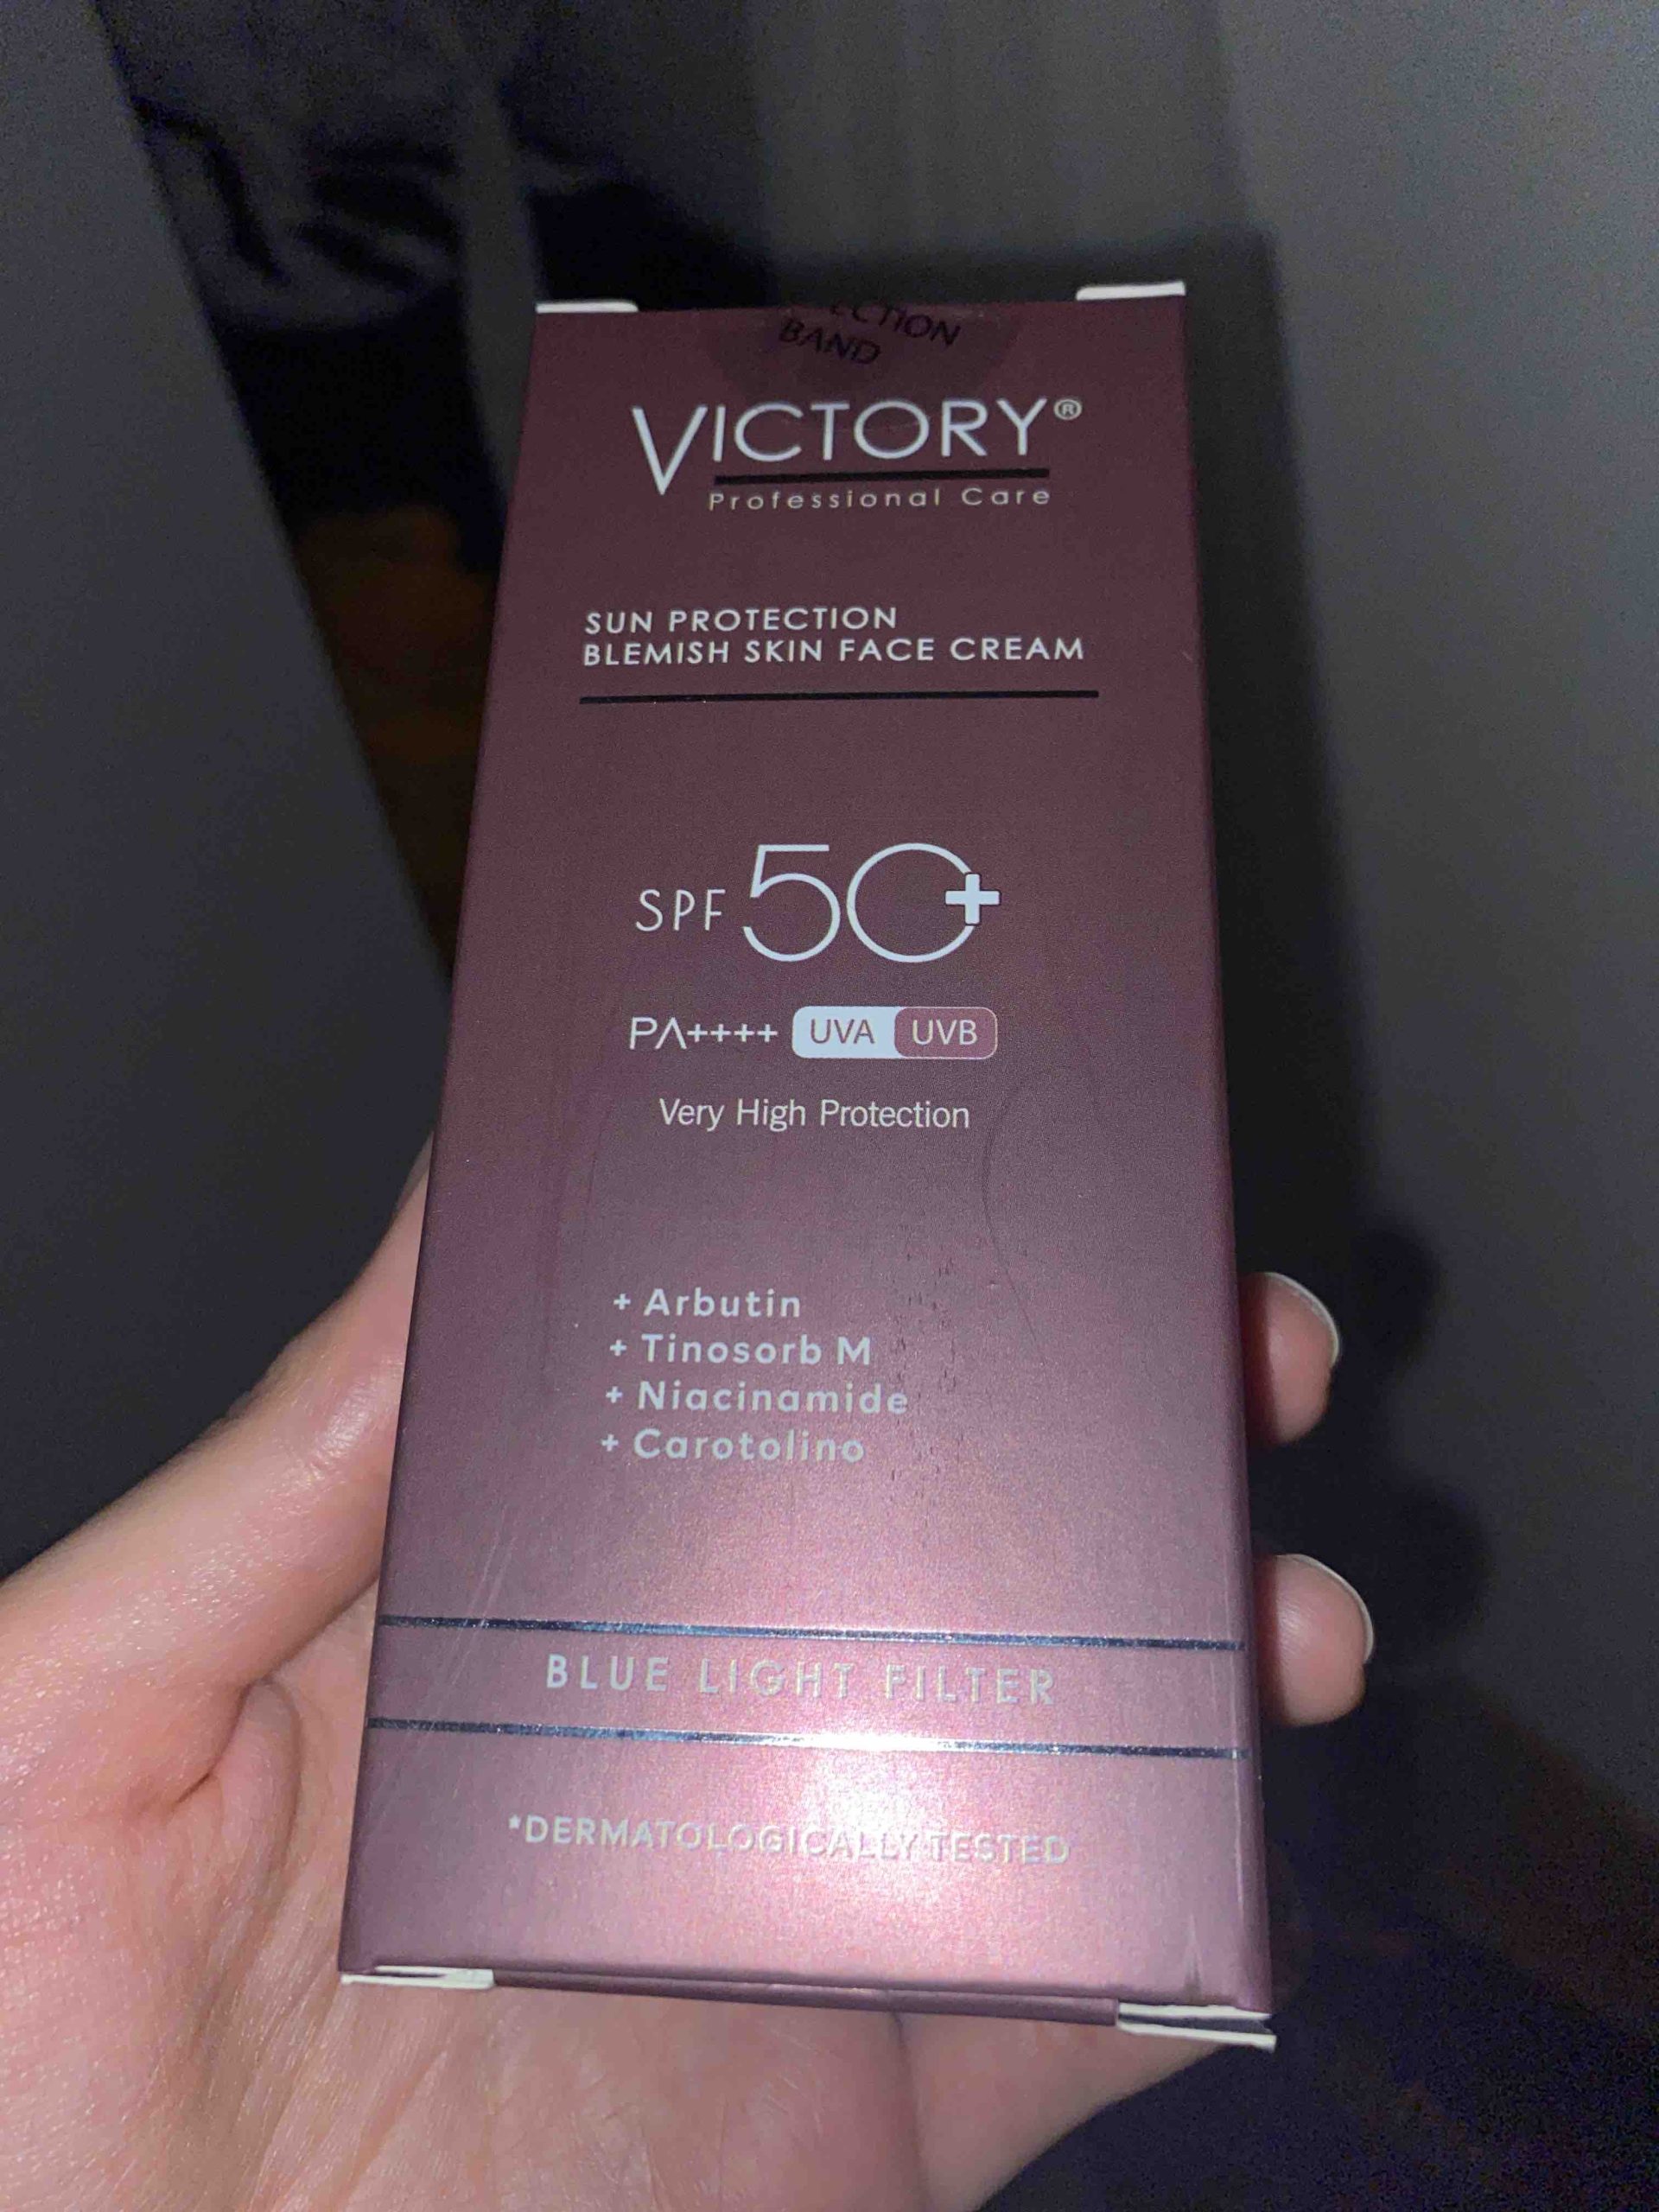 BAND
VICTORY®
Professional Care
SUN PROTECTION
BLEMISH SKIN FACE CREAM
SPF 50+
PA++++ UVA UVB
Very High Protection
+ Arbutin
+ Tinosorb M
+ Niacinamide
+ Carotolino
BLUE LIGHT FILTER
*DERMATOLOGICALLY TESTED